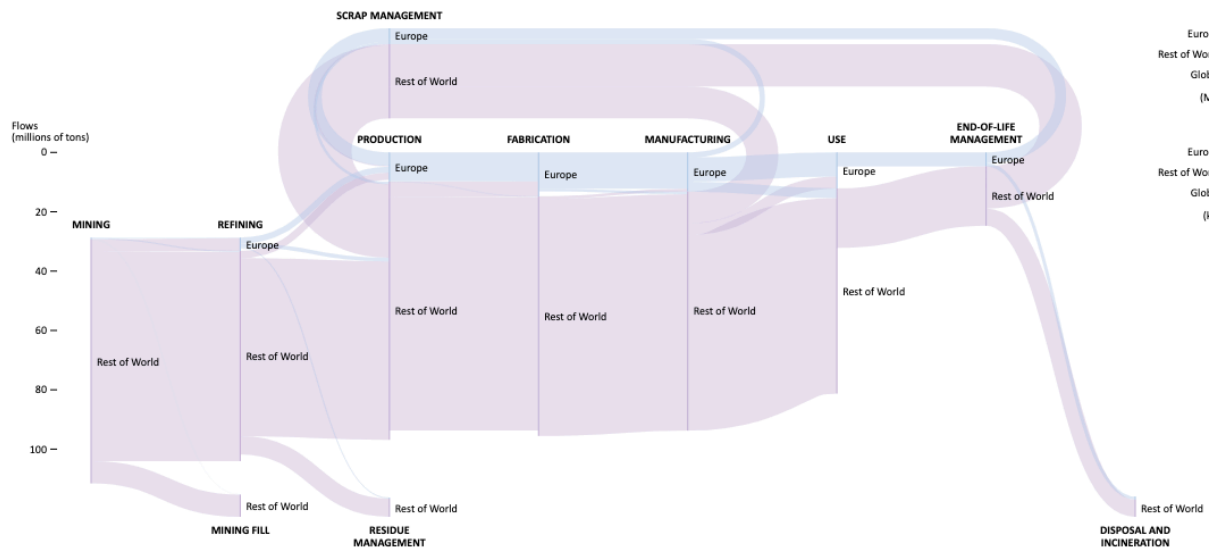 SCRAP MANAGEMENT
Europe
Rest of World
Flows
(millions of tons)
0
20
40
60
80
100
PRODUCTION
FABRICATION
MANUFACTURING
USE
END-OF-LIFE
MANAGEMENT
Europe
Europe
Europe
Europe
Europe
Rest of World
MINING
REFINING
Europe
Rest of World
Rest of World
Rest of World
Rest of World
Rest of World
Rest of World
Rest of World
Rest of World
Rest of World
Rest of World
MINING FILL
RESIDUE
MANAGEMENT
DISPOSAL AND
INCINERATION